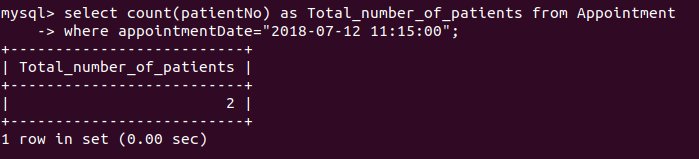 mysql> select count(patientNo) as Total_number_of_patients from Appointment
    -> where appointmentDate="2018-07-12 11:15:00";
+--------------------------+
| Total_number_of_patients |
+--------------------------+
|                        2 |
+--------------------------+
1 row in set (0.00 sec)